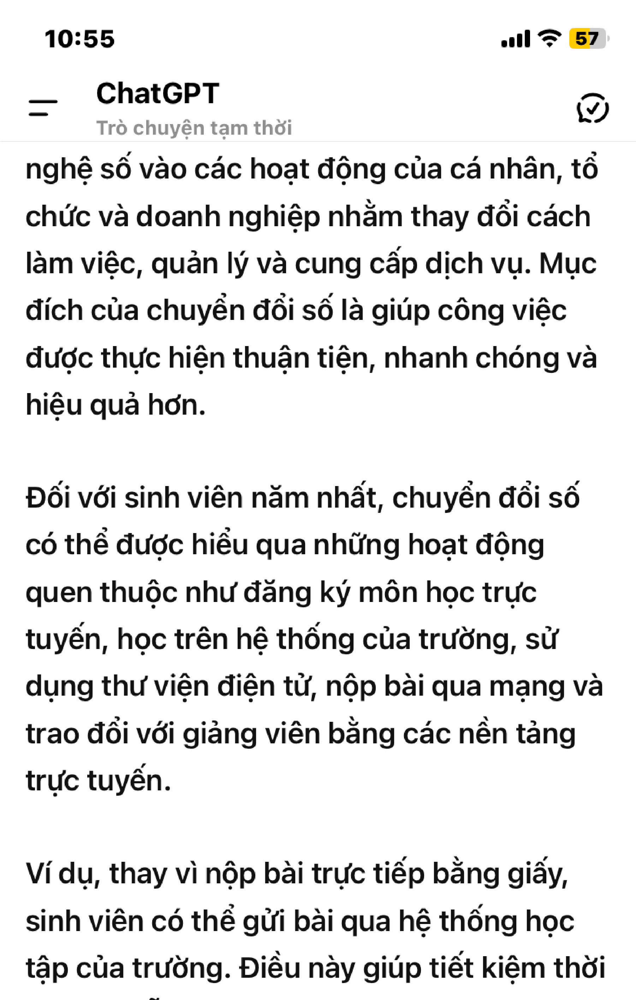 10:55
57
ChatGPT
Trò chuyện tạm thời
nghệ số vào các hoạt động của cá nhân, tổ
chức và doanh nghiệp nhằm thay đổi cách
làm việc, quản lý và cung cấp dịch vụ. Mục
đích của chuyển đổi số là giúp công việc
được thực hiện thuận tiện, nhanh chóng và
hiệu quả hơn.
Đối với sinh viên năm nhất, chuyển đổi số
có thể được hiểu qua những hoạt động
quen thuộc như đăng ký môn học trực
tuyến, học trên hệ thống của trường, sử
dụng thư viện điện tử, nộp bài qua mạng và
trao đổi với giảng viên bằng các nền tảng
trực tuyến.
Ví dụ, thay vì nộp bài trực tiếp bằng giấy,
sinh viên có thể gửi bài qua hệ thống học
tập của trường. Điều này giúp tiết kiệm thời